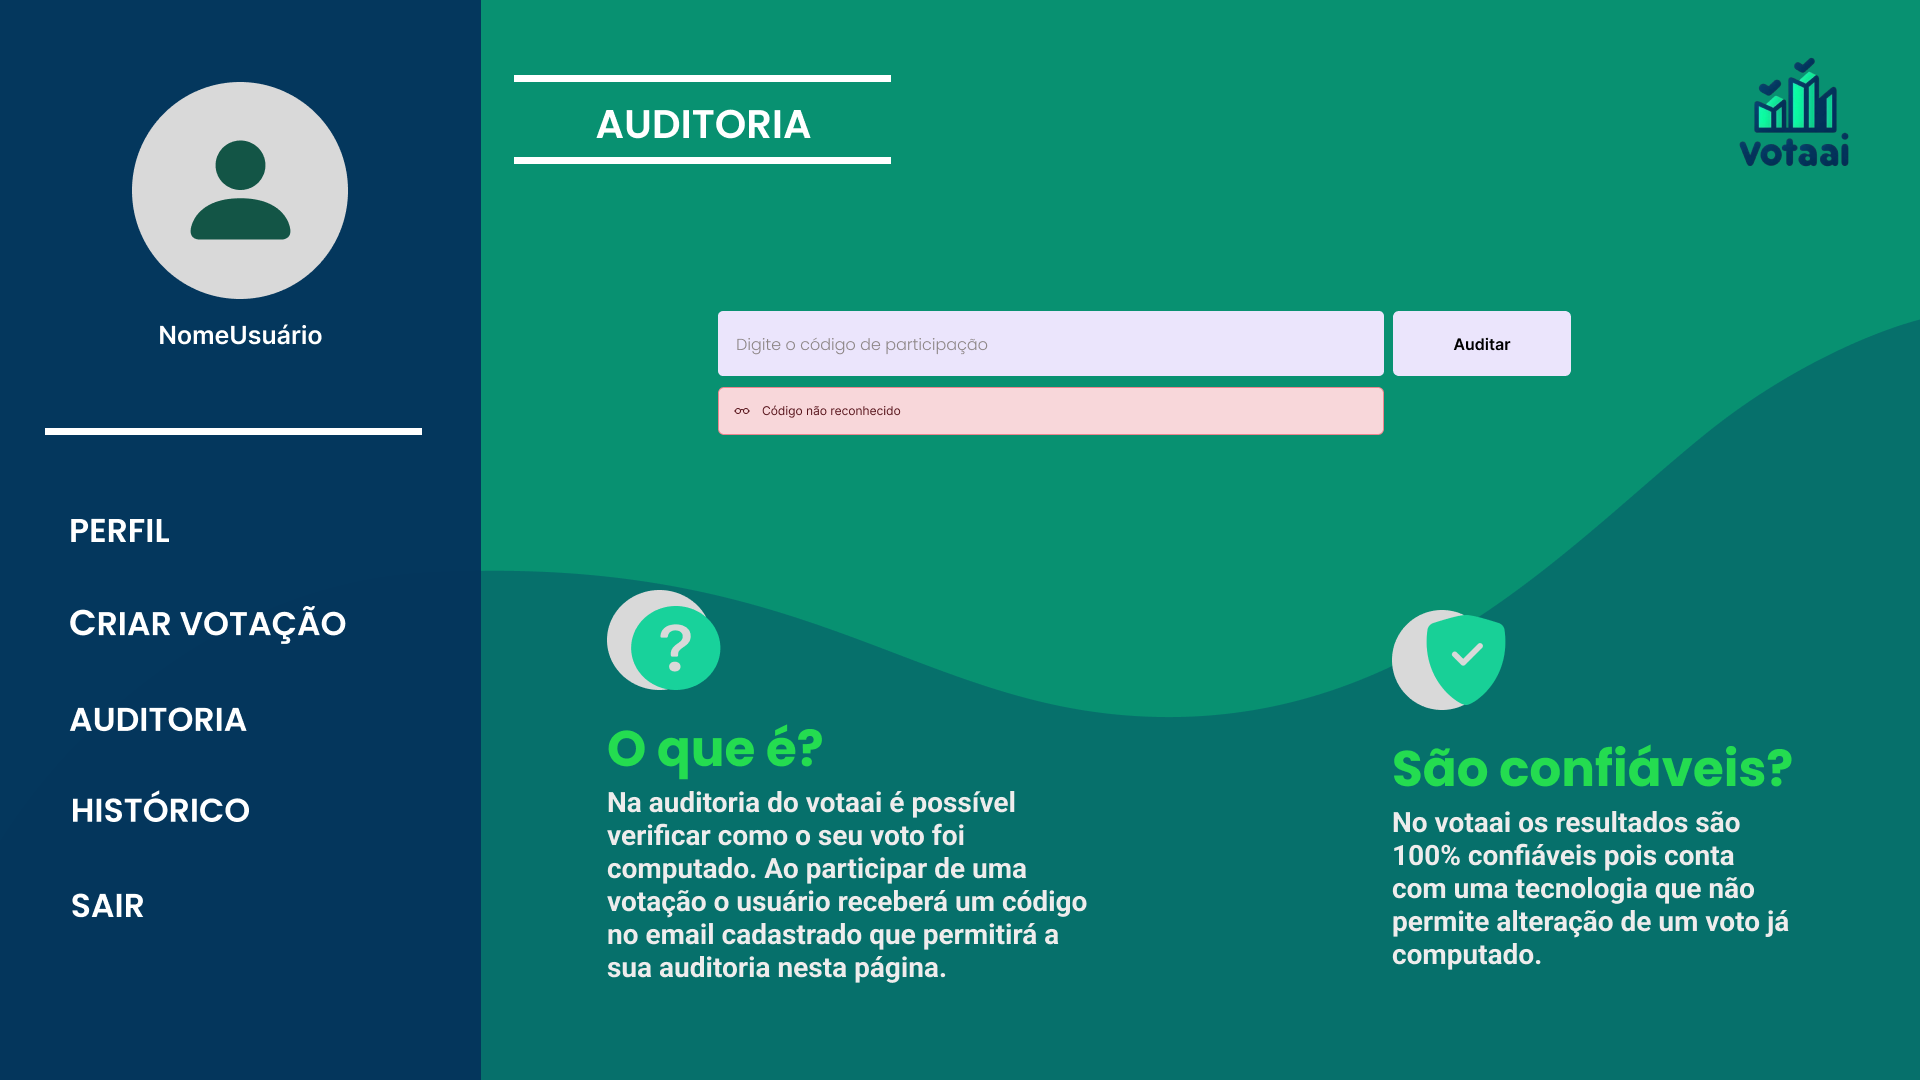 NomeUsuário
PERFIL
CRIAR VOTAÇÃO
AUDITORIA
HISTÓRICO
SAIR
AUDITORIA
votaai
Digite o código de participação
Auditar
Código não reconhecido
O que é?
Na auditoria do votaai é possível
verificar como o seu voto foi
computado. Ao participar de uma
votação o usuário receberá um código
no email cadastrado que permitirá a
sua auditoria nesta página.
São confiáveis?
No votaai os resultados são
100% confiáveis pois conta
com uma tecnologia que não
permite alteração de um voto já
computado.